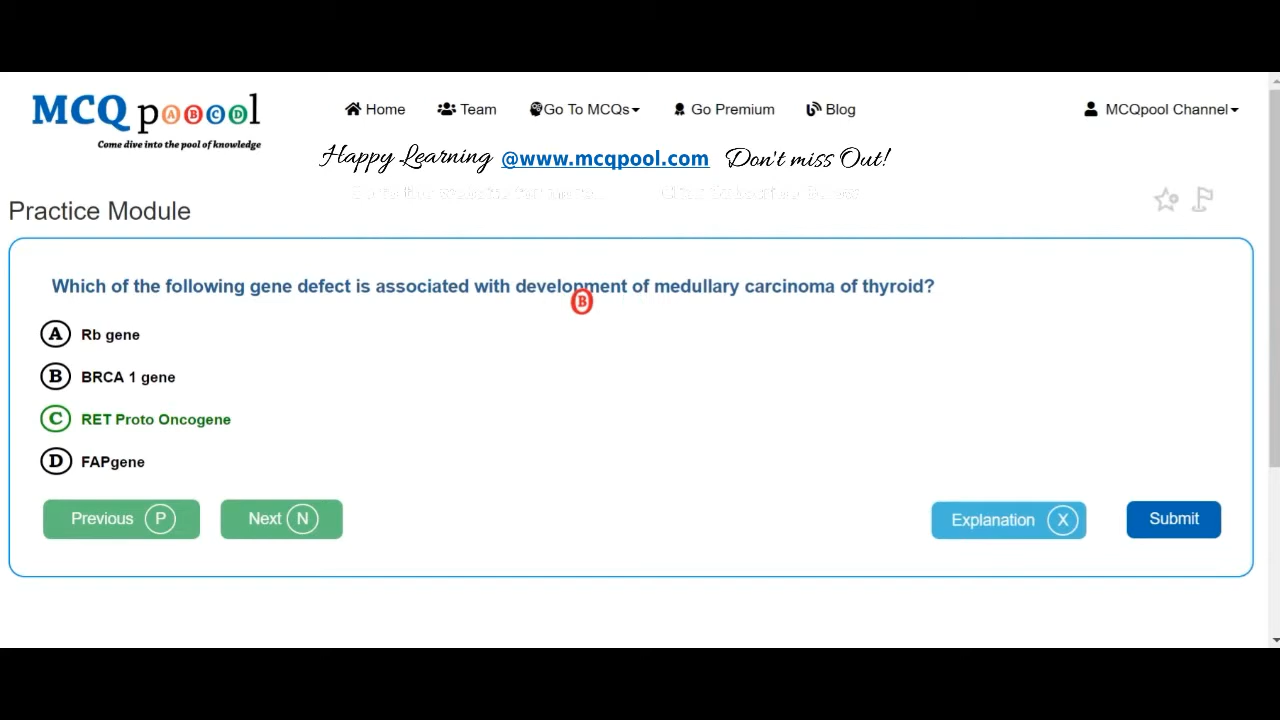 MCQ pABCDl
Come dive into the pool of knowledge
Home Team Go To MCQs Go Premium Blog MCQpool Channel
Happy Learning @www.mcqpool.com Don't miss Out!
Practice Module
Which of the following gene defect is associated with development of medullary carcinoma of thyroid?
B
A Rb gene
B BRCA 1 gene
C RET Proto Oncogene
D FAPgene
Previous P Next N Explanation X Submit